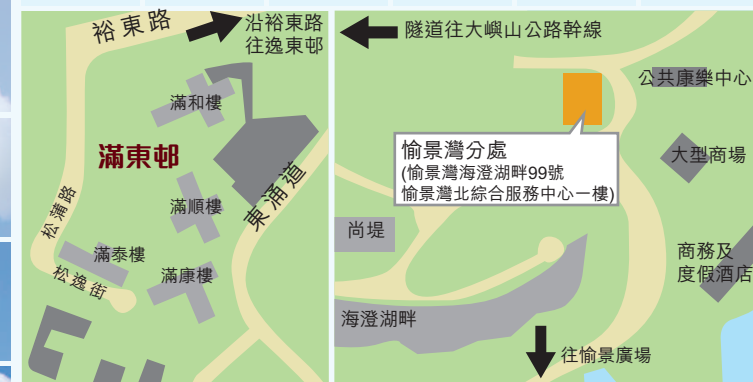 裕東路
沿裕東路
往逸東邨
滿和樓
滿東邨
東涌道
松蒲路
滿順樓
滿泰樓
松逸街
滿康樓
隧道往大嶼山公路幹線
公共康樂中心
愉景灣分處
(愉景灣海澄湖畔99號
愉景灣北綜合服務中心一樓)
大型商場
尚堤
商務及
度假酒店
海澄湖畔
往愉景廣場